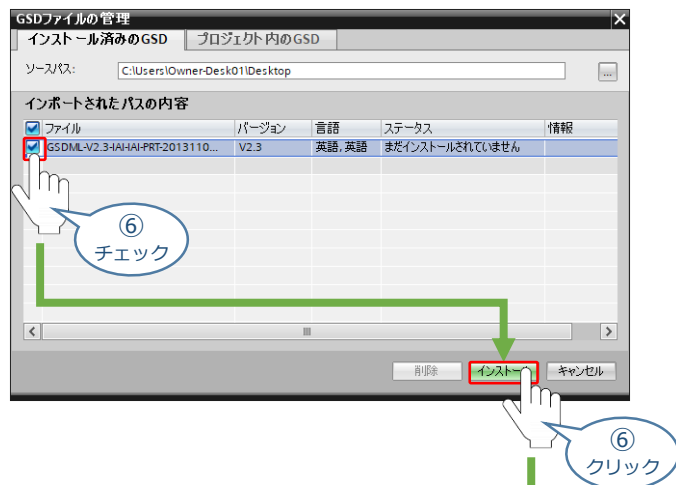 GSDファイルの管理
インストール済みのGSD プロジェクト内のGSD
ソースパス: C:\Users\Owner-Desk01\Desktop ...
インポートされたパスの内容
ファイル バージョン 言語 ステータス 情報
GSDML-V2.3-IAI-IAI-PRT-2013110... V2.3 英語, 英語 まだインストールされていません
⑥
チェック
削除 インストール キャンセル
⑥
クリック